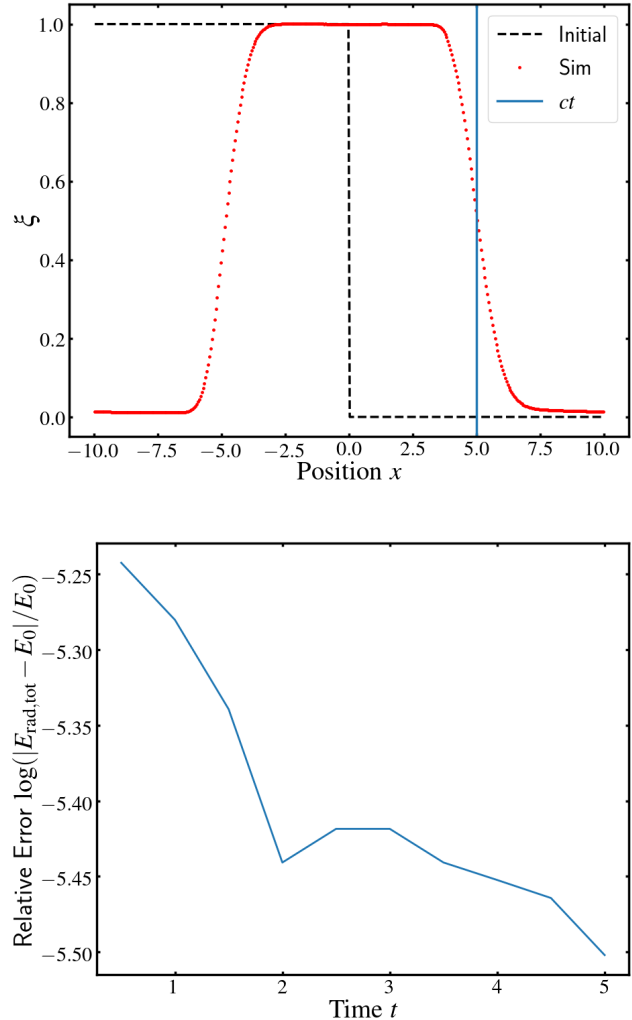 1.0
0.8
0.6
0.4
0.2
0.0
ξ
Initial
Sim
ct
−10.0 −7.5 −5.0 −2.5 0.0 2.5 5.0 7.5 10.0
Position x
−5.25
−5.30
−5.35
−5.40
−5.45
−5.50
Relative Error log(|E_rad,tot − E_0|/E_0)
1 2 3 4 5
Time t